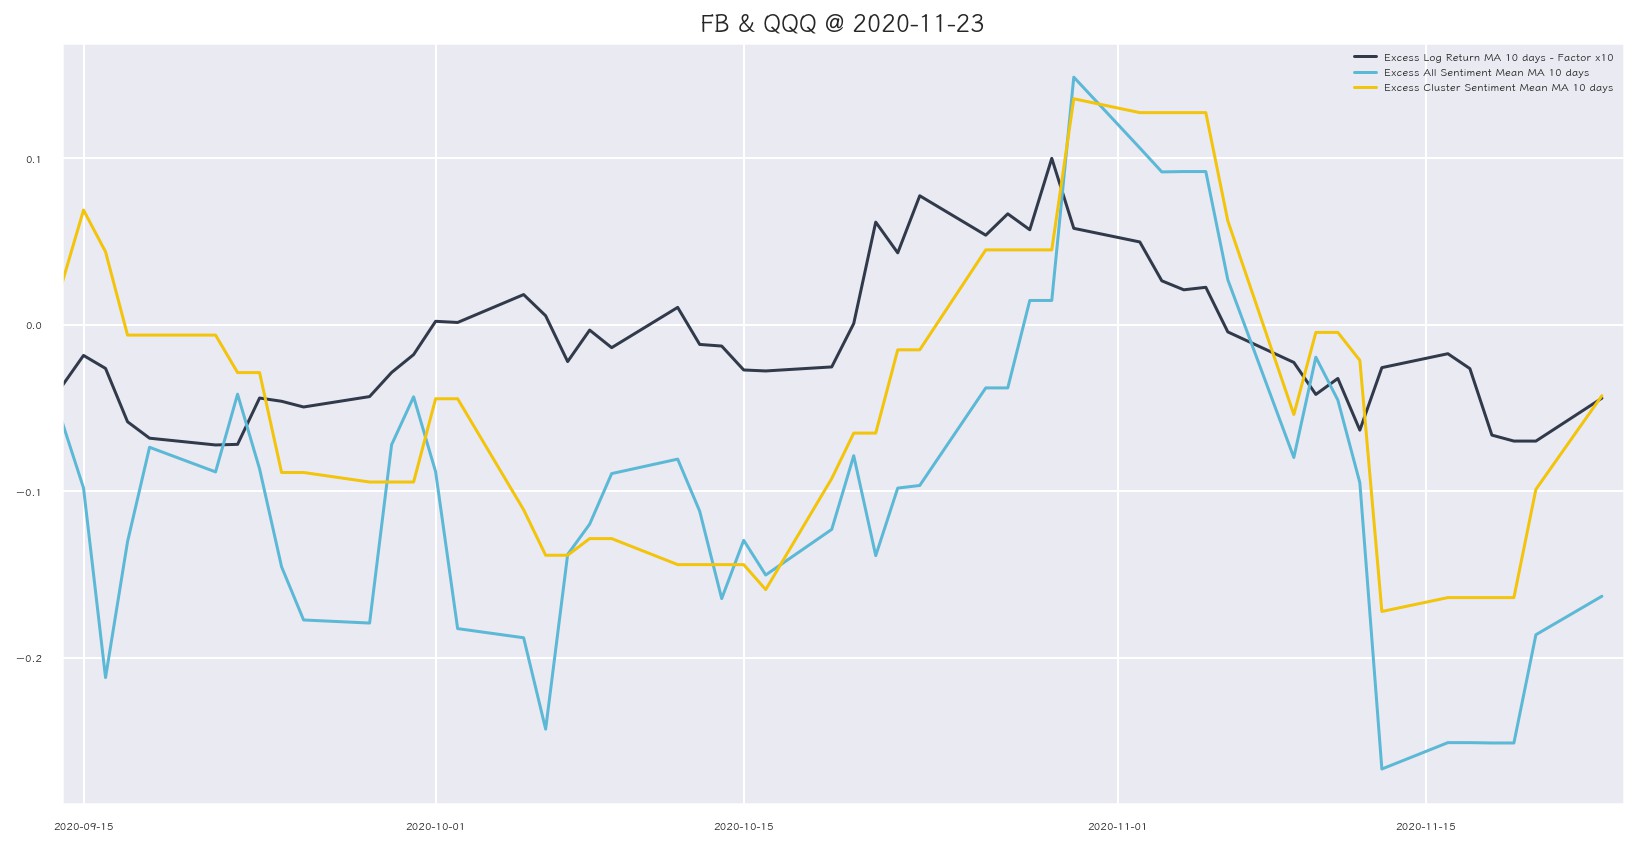 FB & QQQ @ 2020-11-23
Excess Log Return MA 10 days - Factor x10
Excess All Sentiment Mean MA 10 days
Excess Cluster Sentiment Mean MA 10 days
0.1
0.0
−0.1
−0.2
2020-09-15
2020-10-01
2020-10-15
2020-11-01
2020-11-15